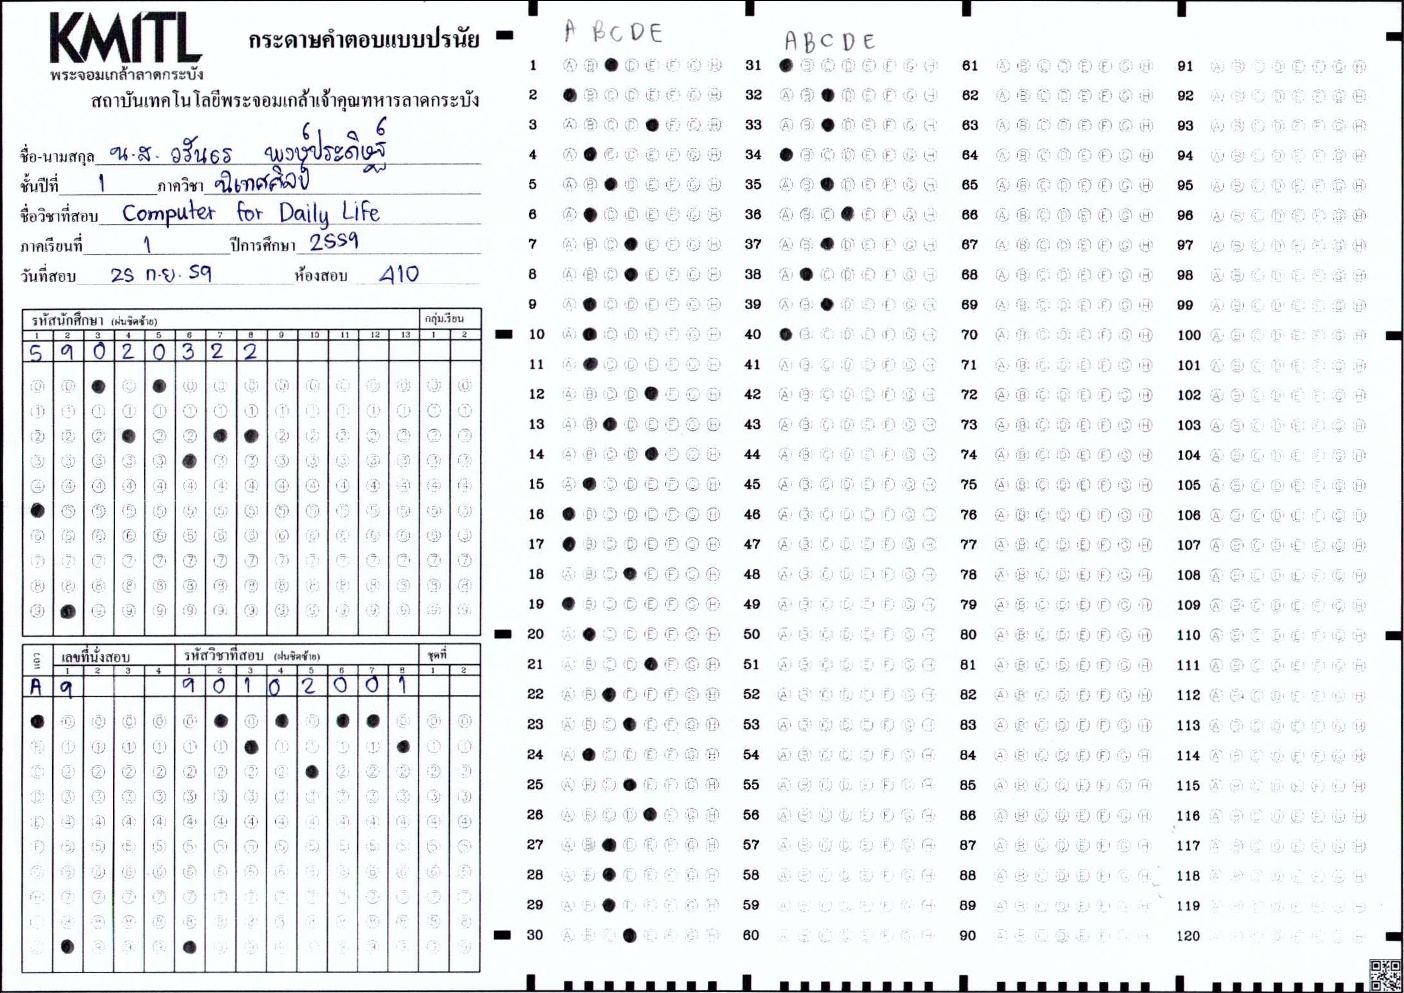 KMITL
พระจอมเกล้าลาดกระบัง
กระดาษคำตอบแบบปรนัย
สถาบันเทคโนโลยีพระจอมเกล้าเจ้าคุณทหารลาดกระบัง
ชื่อ-นามสกุล น.ส. วรันธร พงษ์ประดิษฐ์
ชั้นปีที่ 1 ภาควิชา นิเทศศิลป์
ชื่อวิชาที่สอบ Computer for Daily Life
ภาคเรียนที่ 1 ปีการศึกษา 2559
วันที่สอบ 25 ก.ย. 59 ห้องสอบ 410
รหัสนักศึกษา (ฝนชิดซ้าย) กลุ่มเรียน
1 2 3 4 5 6 7 8 9 10 11 12 13 1 2
5 9 0 2 0 3 2 2
แถว เลขที่นั่งสอบ รหัสวิชาที่สอบ (ฝนชิดซ้าย) ชุดที่
1 2 3 4 1 2 3 4 5 6 7 8 1 2
A 9 9 0 1 0 2 0 0 1
A B C D E
A B C D E
1 31 61 91
2 32 62 92
3 33 63 93
4 34 64 94
5 35 65 95
6 36 66 96
7 37 67 97
8 38 68 98
9 39 69 99
10 40 70 100
11 41 71 101
12 42 72 102
13 43 73 103
14 44 74 104
15 45 75 105
16 46 76 106
17 47 77 107
18 48 78 108
19 49 79 109
20 50 80 110
21 51 81 111
22 52 82 112
23 53 83 113
24 54 84 114
25 55 85 115
26 56 86 116
27 57 87 117
28 58 88 118
29 59 89 119
30 60 90 120